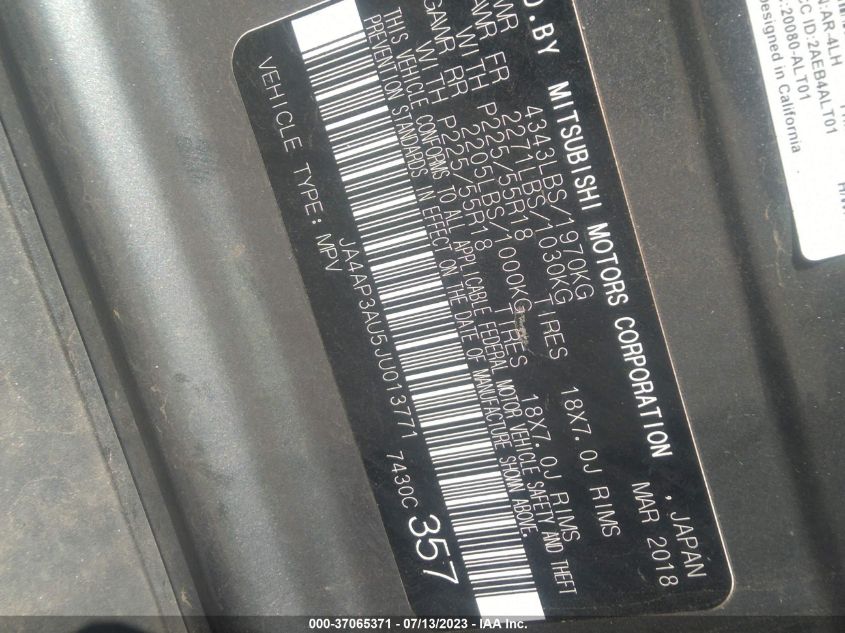 D.BY MITSUBISHI MOTORS CORPORATION, JAPAN
4343LBS/1970KG MAR 2018
GAWR FR 2271LBS/1030KG TIRES 18X7.0J RIMS
WITH P225/55R18
GAWR RR 2205LBS/1000KG TIRES 18X7.0J RIMS
WITH P225/55R18
THIS VEHICLE CONFORMS TO ALL APPLICABLE FEDERAL MOTOR VEHICLE SAFETY AND THEFT
PREVENTION STANDARDS IN EFFECT ON THE DATE OF MANUFACTURE SHOWN ABOVE.
JA4AP3AU5JU013771 7430C 357
VEHICLE TYPE: MPV
N:AR-4LH
CC ID:2AEB4ALT01
:20080-ALT01
Designed in California
000-37065371 / 07/13/2023 - IAA Inc.